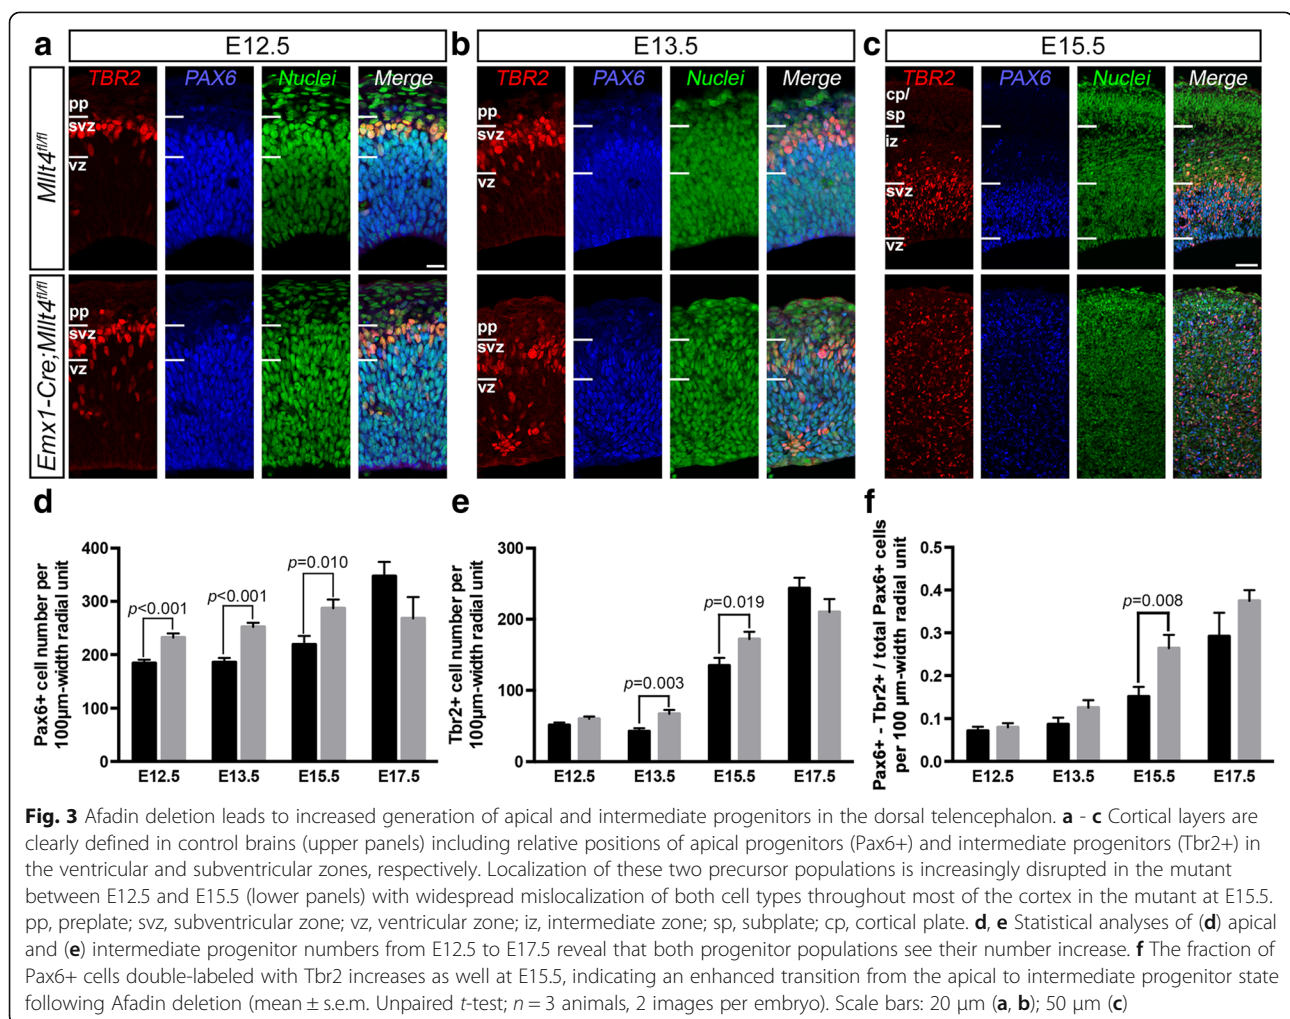 a E12.5 b E13.5 c E15.5
TBR2 PAX6 Nuclei Merge TBR2 PAX6 Nuclei Merge TBR2 PAX6 Nuclei Merge
Mllt4fl/fl
pp
svz
vz
pp
svz
vz
cp/
sp
iz
svz
vz
Emx1-Cre;Mllt4fl/fl
pp
svz
vz
pp
svz
vz
d
Pax6+ cell number per
100µm-width radial unit
400
300
200
100
0
p<0.001
p<0.001
p=0.010
E12.5 E13.5 E15.5 E17.5
e
Tbr2+ cell number per
100µm-width radial unit
300
200
100
0
p=0.003
p=0.019
E12.5 E13.5 E15.5 E17.5
f
Pax6+ - Tbr2+ / total Pax6+ cells
per 100 µm-width radial unit
0.5
0.4
0.3
0.2
0.1
0.0
p=0.008
E12.5 E13.5 E15.5 E17.5
Fig. 3 Afadin deletion leads to increased generation of apical and intermediate progenitors in the dorsal telencephalon. a - c Cortical layers are
clearly defined in control brains (upper panels) including relative positions of apical progenitors (Pax6+) and intermediate progenitors (Tbr2+) in
the ventricular and subventricular zones, respectively. Localization of these two precursor populations is increasingly disrupted in the mutant
between E12.5 and E15.5 (lower panels) with widespread mislocalization of both cell types throughout most of the cortex in the mutant at E15.5.
pp, preplate; svz, subventricular zone; vz, ventricular zone; iz, intermediate zone; sp, subplate; cp, cortical plate. d, e Statistical analyses of (d) apical
and (e) intermediate progenitor numbers from E12.5 to E17.5 reveal that both progenitor populations see their number increase. f The fraction of
Pax6+ cells double-labeled with Tbr2 increases as well at E15.5, indicating an enhanced transition from the apical to intermediate progenitor state
following Afadin deletion (mean ± s.e.m. Unpaired t-test; n = 3 animals, 2 images per embryo). Scale bars: 20 µm (a, b); 50 µm (c)